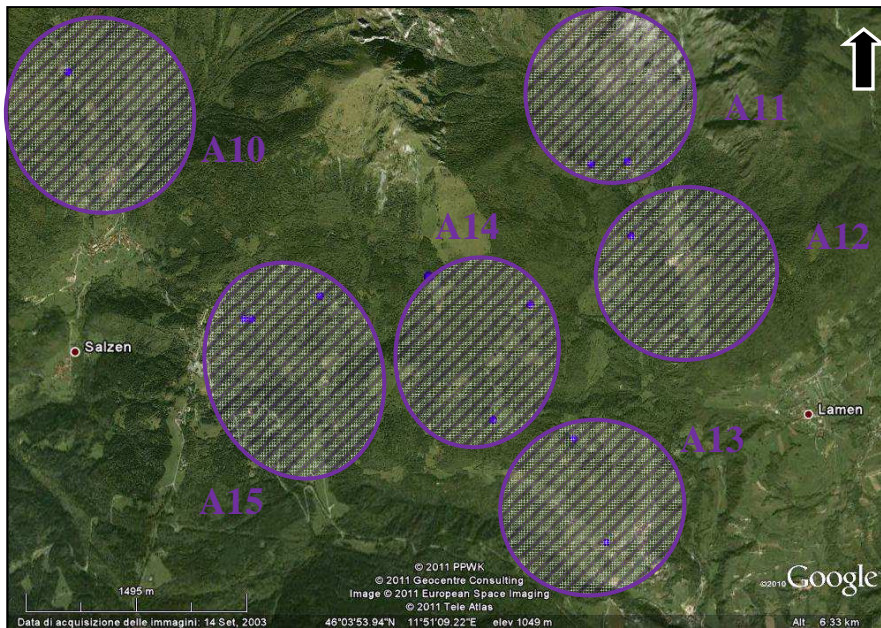 A10
A11
A12
A14
Salzen
Lamen
A13
A15
© 2011 PPWK
© 2011 Geocentre Consulting
Image © 2011 European Space Imaging
© 2011 Tele Atlas
©2010 Google
1495 m
Data di acquisizione delle immagini: 14 Set, 2003 46°03'53.94"N 11°51'09.22"E elev 1049 m Alt 6:33 km